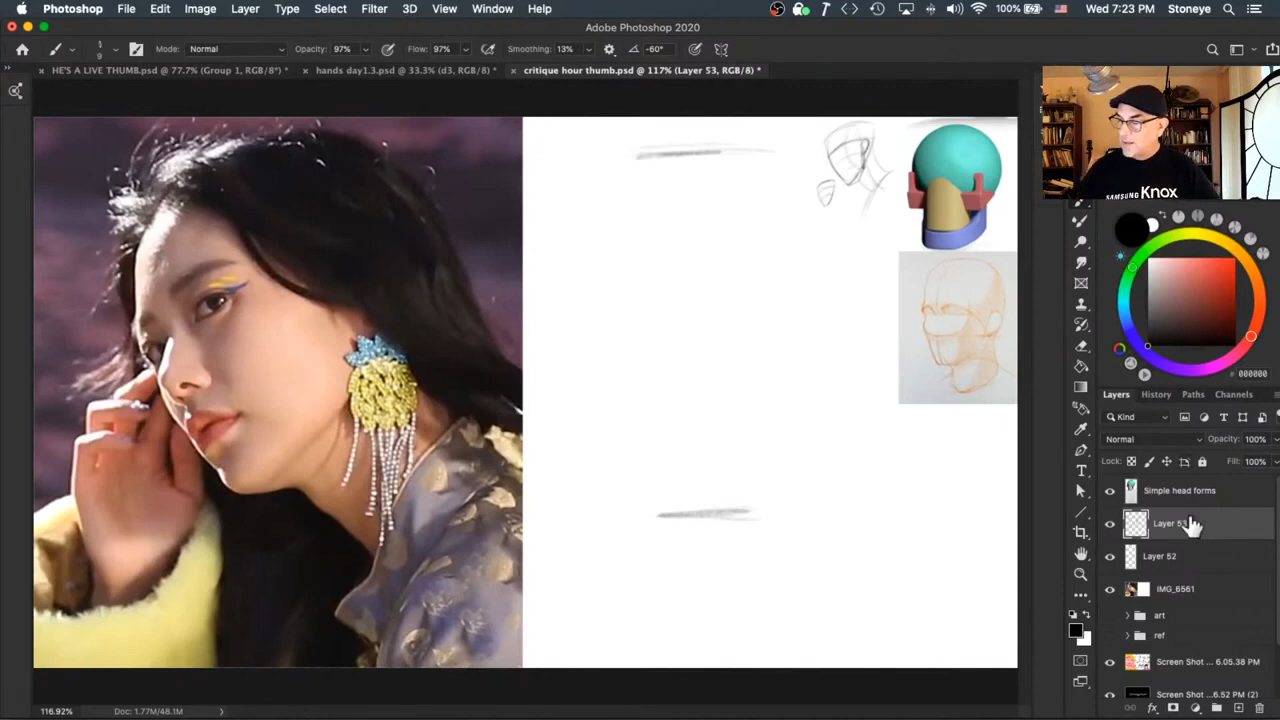 Photoshop File Edit Image Layer Type Select Filter 3D View Window Help 100% Wed 7:23 PM Stoneye
Adobe Photoshop 2020
9 Mode: Normal Opacity: 97% Flow: 97% Smoothing: 13% -60°
× HE'S A LIVE THUMB.psd @ 77.7% (Group 1, RGB/8*) * × hands day1.3.psd @ 33.3% (d3, RGB/8) * × critique hour thumb.psd @ 117% (Layer 53, RGB/8) *
SAMSUNG Knox
# 000000
Layers History Paths Channels
Kind
Normal Opacity: 100%
Lock: Fill: 100%
Simple head forms
Layer 53
Layer 52
IMG_6561
art
ref
Screen Shot ... 6.05.38 PM
Screen Shot ...6.52 PM (2)
116.92% Doc: 1.77M/48.1M